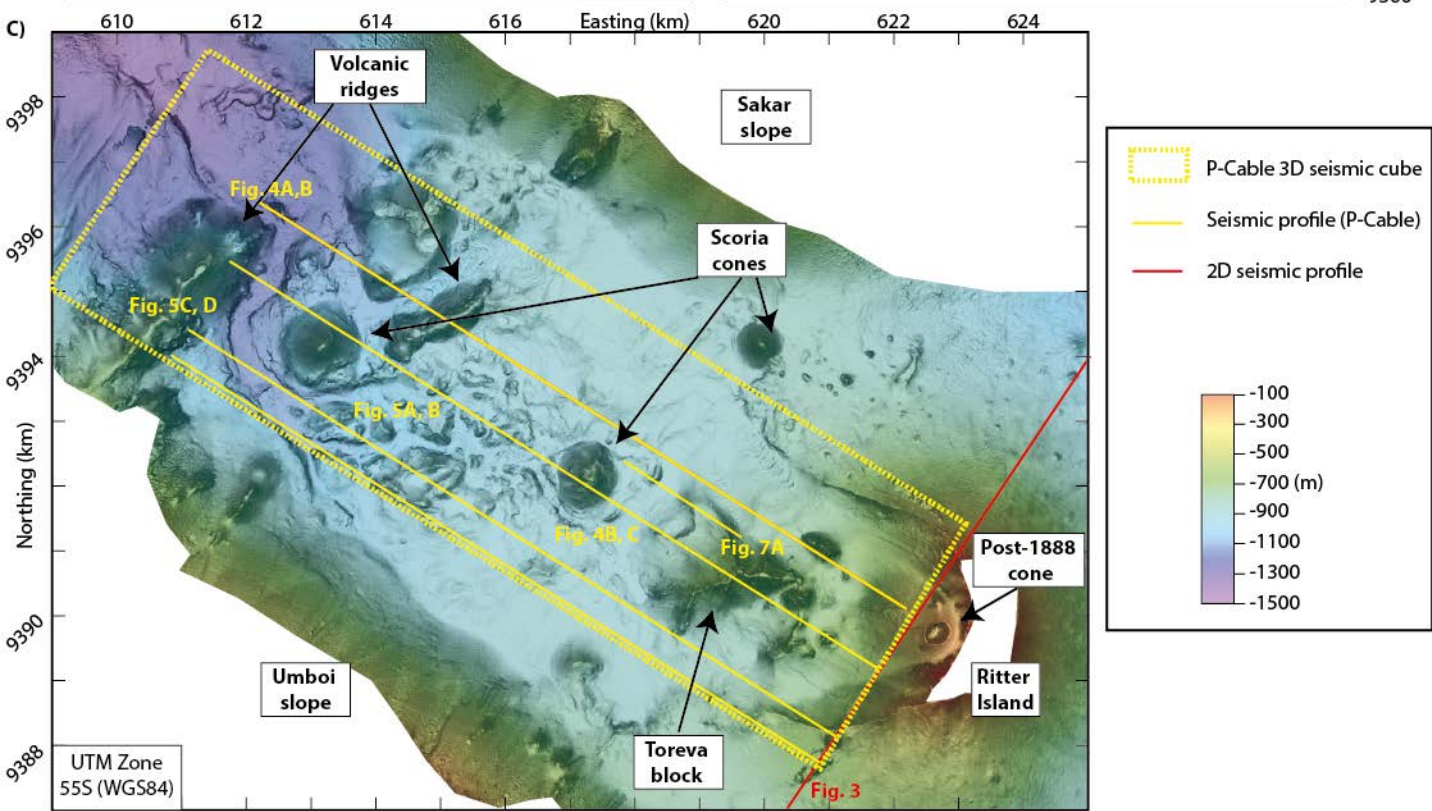 9386
C)
610 612 614 616 Easting (km) 620 622 624
Volcanic
ridges
Sakar
slope
9398
Fig. 4A,B
9396
Scoria
cones
Fig. 5C, D
9394
Fig. 5A, B
Northing (km)
Fig. 4B, C
Fig. 7A
Post-1888
cone
9390
Umboi
slope
Ritter
Island
Toreva
block
9388
UTM Zone
55S (WGS84)
Fig. 3
P-Cable 3D seismic cube
Seismic profile (P-Cable)
2D seismic profile
-100
-300
-500
-700 (m)
-900
-1100
-1300
-1500